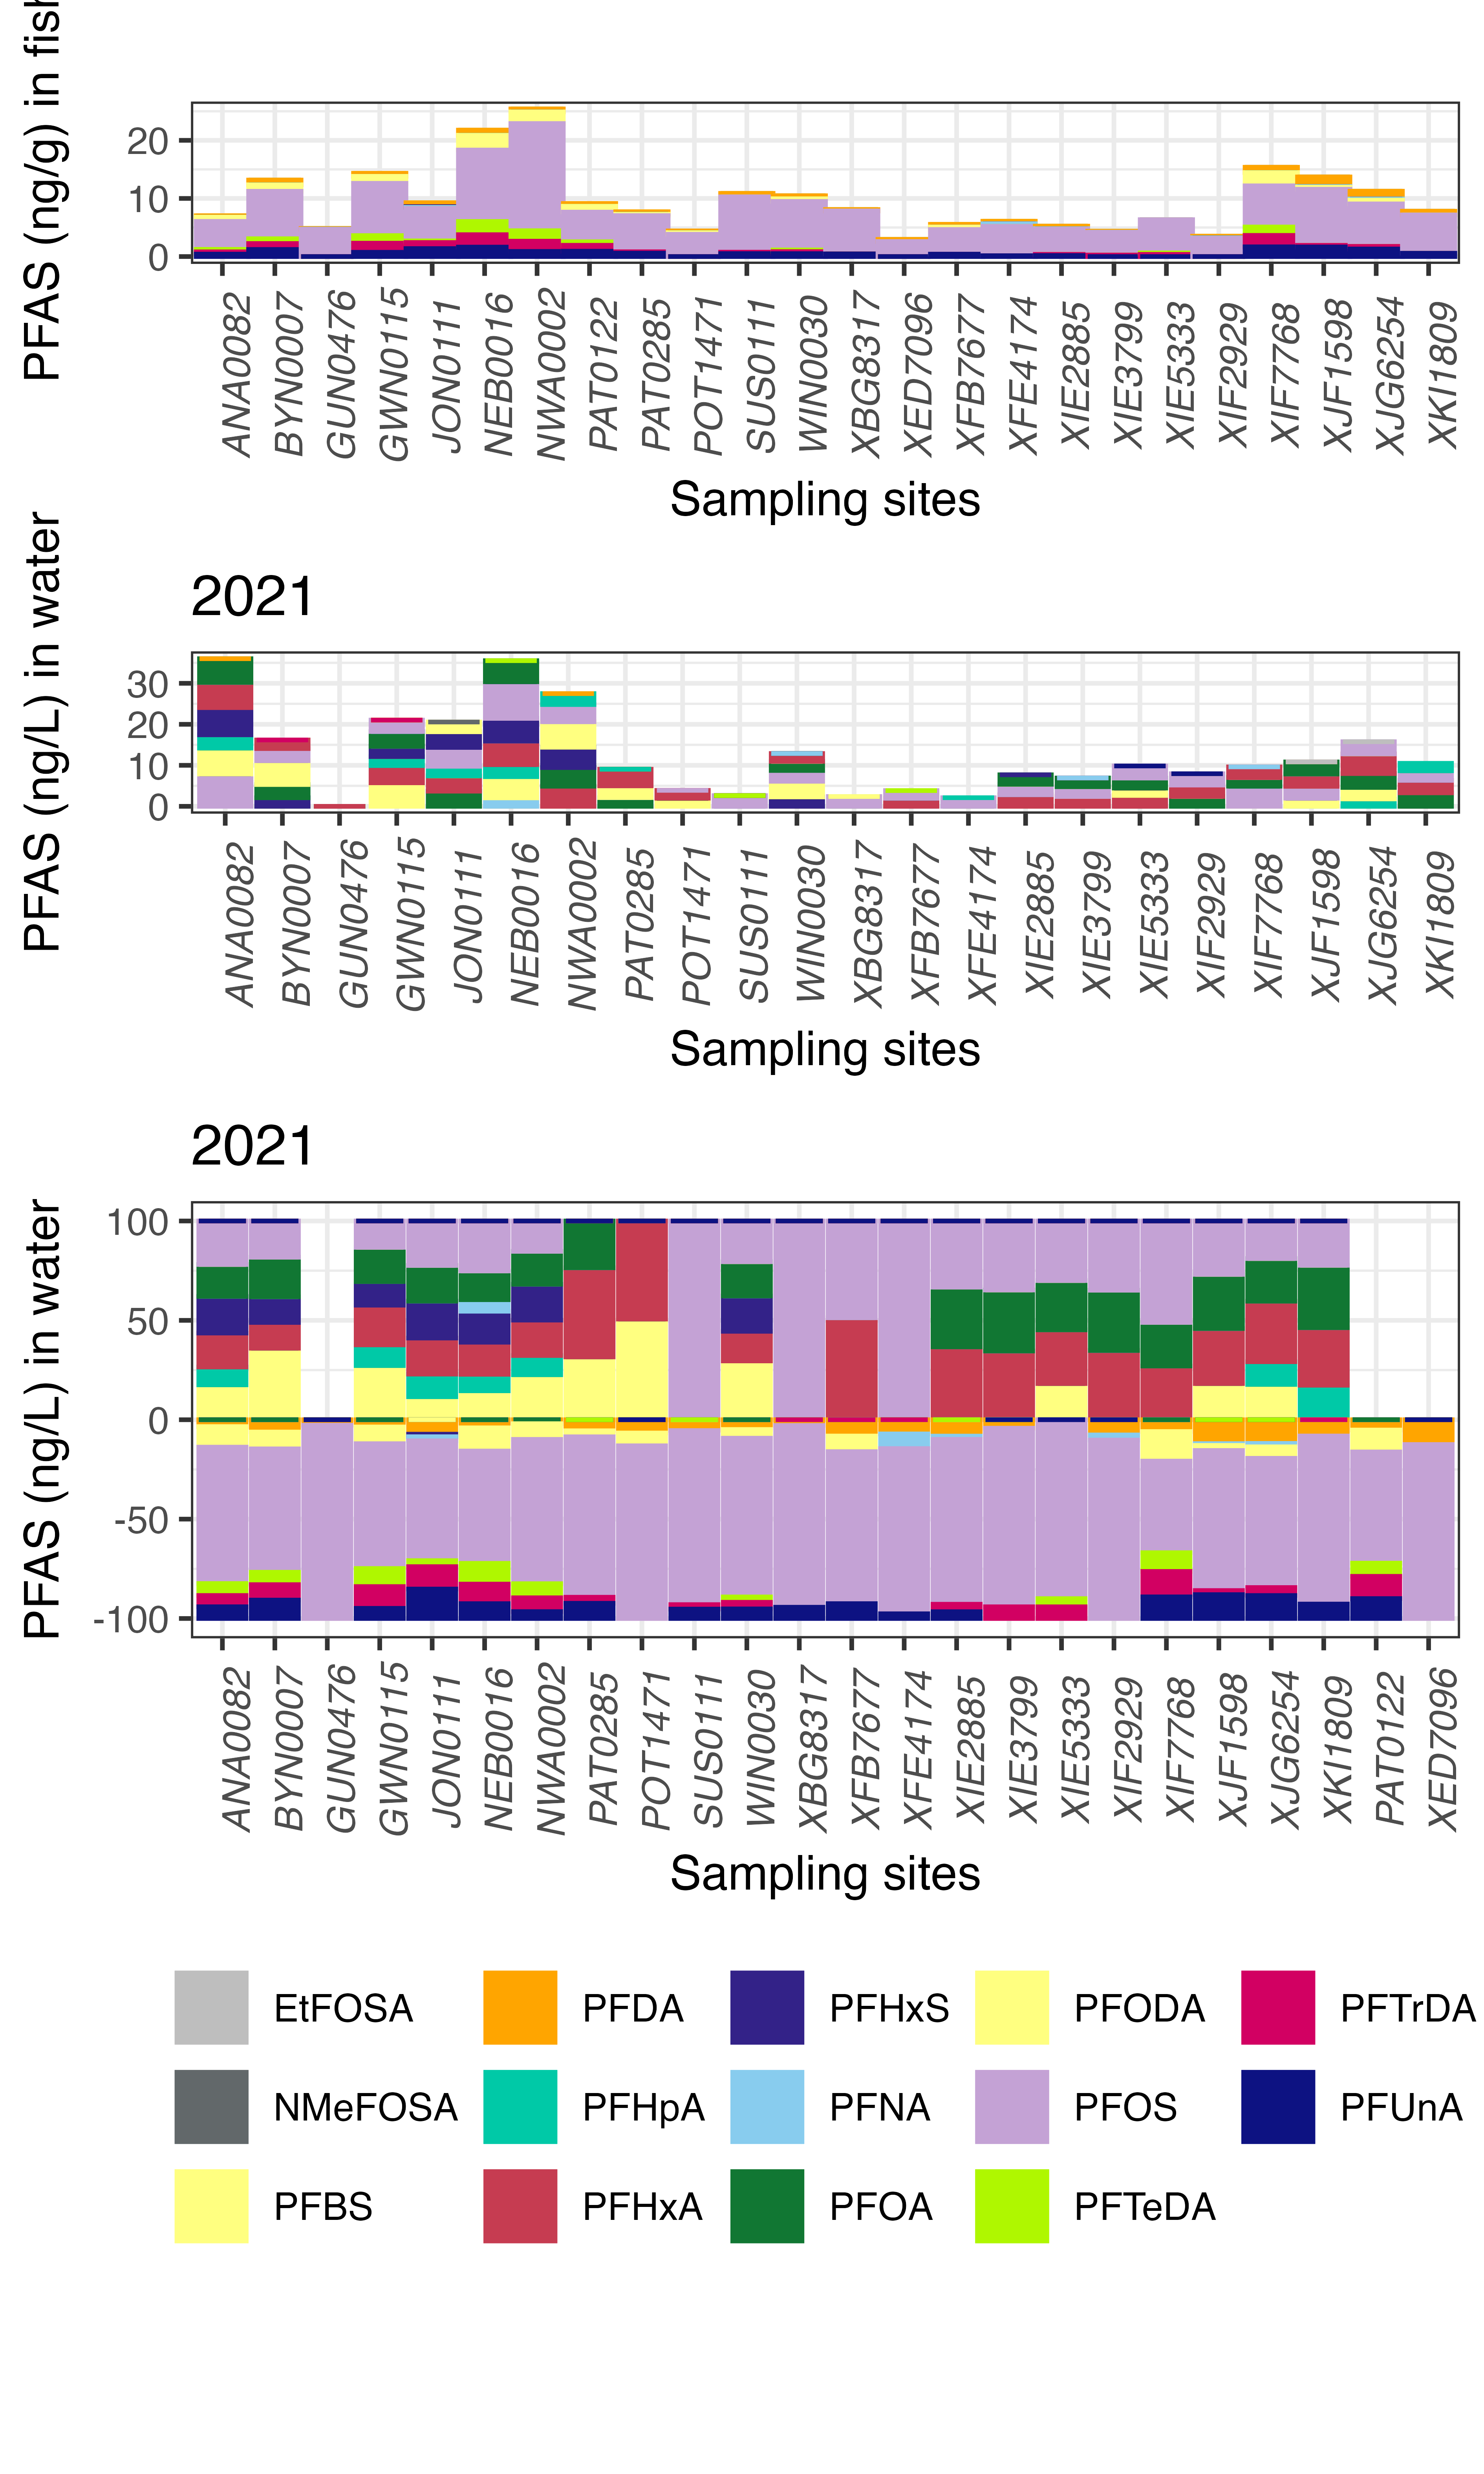 PFAS (ng/g) in fish
20
10
0
ANA0082 BYN0007 GUN0476 GWN0115 JON0111 NEB0016 NWA0002 PAT0122 PAT0285 POT1471 SUS0111 WIN0030 XBG8317 XED7096 XFB7677 XFE4174 XIE2885 XIE3799 XIE5333 XIF2929 XIF7768 XJF1598 XJG6254 XKI1809
Sampling sites
2021
PFAS (ng/L) in water
30
20
10
0
ANA0082 BYN0007 GUN0476 GWN0115 JON0111 NEB0016 NWA0002 PAT0285 POT1471 SUS0111 WIN0030 XBG8317 XFB7677 XFE4174 XIE2885 XIE3799 XIE5333 XIF2929 XIF7768 XJF1598 XJG6254 XKI1809
Sampling sites
2021
PFAS (ng/L) in water
100
50
0
-50
-100
ANA0082 BYN0007 GUN0476 GWN0115 JON0111 NEB0016 NWA0002 PAT0285 POT1471 SUS0111 WIN0030 XBG8317 XFB7677 XFE4174 XIE2885 XIE3799 XIE5333 XIF2929 XIF7768 XJF1598 XJG6254 XKI1809 PAT0122 XED7096
Sampling sites
EtFOSA PFDA PFHxS PFODA PFTrDA
NMeFOSA PFHpA PFNA PFOS PFUnA
PFBS PFHxA PFOA PFTeDA